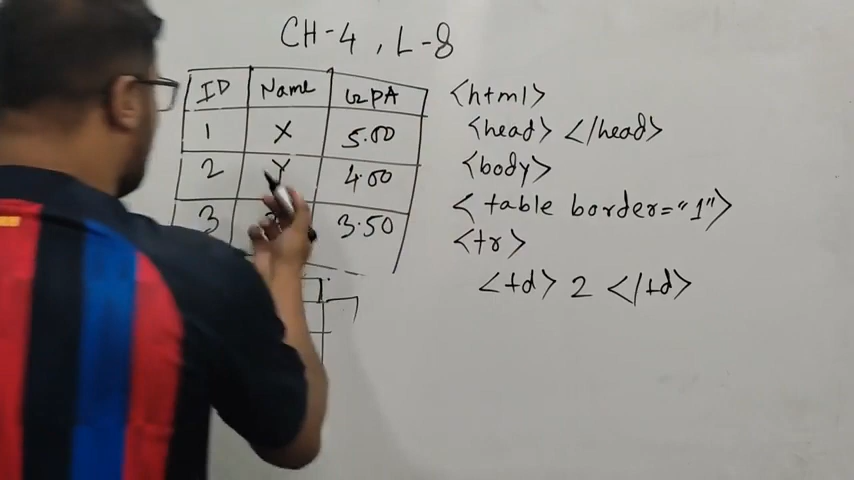 CH-4, L-8
ID Name GPA
1 X 5.00
2 Y 4.00
3 3.50
<html>
<head> </head>
<body>
< table border="1">
<tr>
<td> 2 </td>